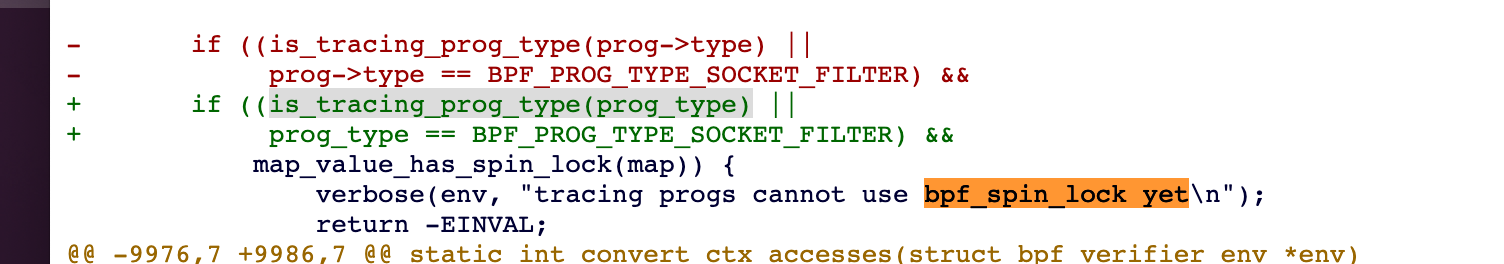 -       if ((is_tracing_prog_type(prog->type) ||
-            prog->type == BPF_PROG_TYPE_SOCKET_FILTER) &&
+       if ((is_tracing_prog_type(prog_type) ||
+            prog_type == BPF_PROG_TYPE_SOCKET_FILTER) &&
            map_value_has_spin_lock(map)) {
                verbose(env, "tracing progs cannot use bpf_spin_lock yet\n");
                return -EINVAL;
@@ -9976,7 +9986,7 @@ static int convert_ctx_accesses(struct bpf_verifier_env *env)